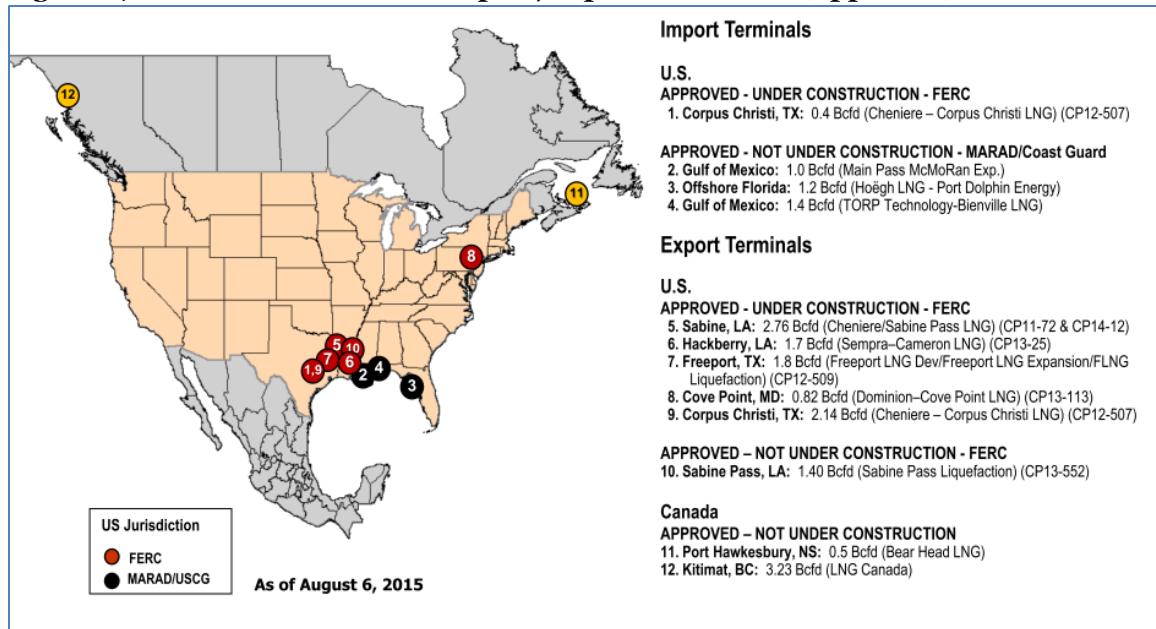 12
11
8
5
10
7
6
1,9
4
2
3
US Jurisdiction
FERC
MARAD/USCG
As of August 6, 2015
Import Terminals
U.S.
APPROVED - UNDER CONSTRUCTION - FERC
1. Corpus Christi, TX: 0.4 Bcfd (Cheniere – Corpus Christi LNG) (CP12-507)
APPROVED - NOT UNDER CONSTRUCTION - MARAD/Coast Guard
2. Gulf of Mexico: 1.0 Bcfd (Main Pass McMoRan Exp.)
3. Offshore Florida: 1.2 Bcfd (Hoëgh LNG - Port Dolphin Energy)
4. Gulf of Mexico: 1.4 Bcfd (TORP Technology-Bienville LNG)
Export Terminals
U.S.
APPROVED - UNDER CONSTRUCTION - FERC
5. Sabine, LA: 2.76 Bcfd (Cheniere/Sabine Pass LNG) (CP11-72 & CP14-12)
6. Hackberry, LA: 1.7 Bcfd (Sempra–Cameron LNG) (CP13-25)
7. Freeport, TX: 1.8 Bcfd (Freeport LNG Dev/Freeport LNG Expansion/FLNG
Liquefaction) (CP12-509)
8. Cove Point, MD: 0.82 Bcfd (Dominion–Cove Point LNG) (CP13-113)
9. Corpus Christi, TX: 2.14 Bcfd (Cheniere – Corpus Christi LNG) (CP12-507)
APPROVED – NOT UNDER CONSTRUCTION - FERC
10. Sabine Pass, LA: 1.40 Bcfd (Sabine Pass Liquefaction) (CP13-552)
Canada
APPROVED – NOT UNDER CONSTRUCTION
11. Port Hawkesbury, NS: 0.5 Bcfd (Bear Head LNG)
12. Kitimat, BC: 3.23 Bcfd (LNG Canada)